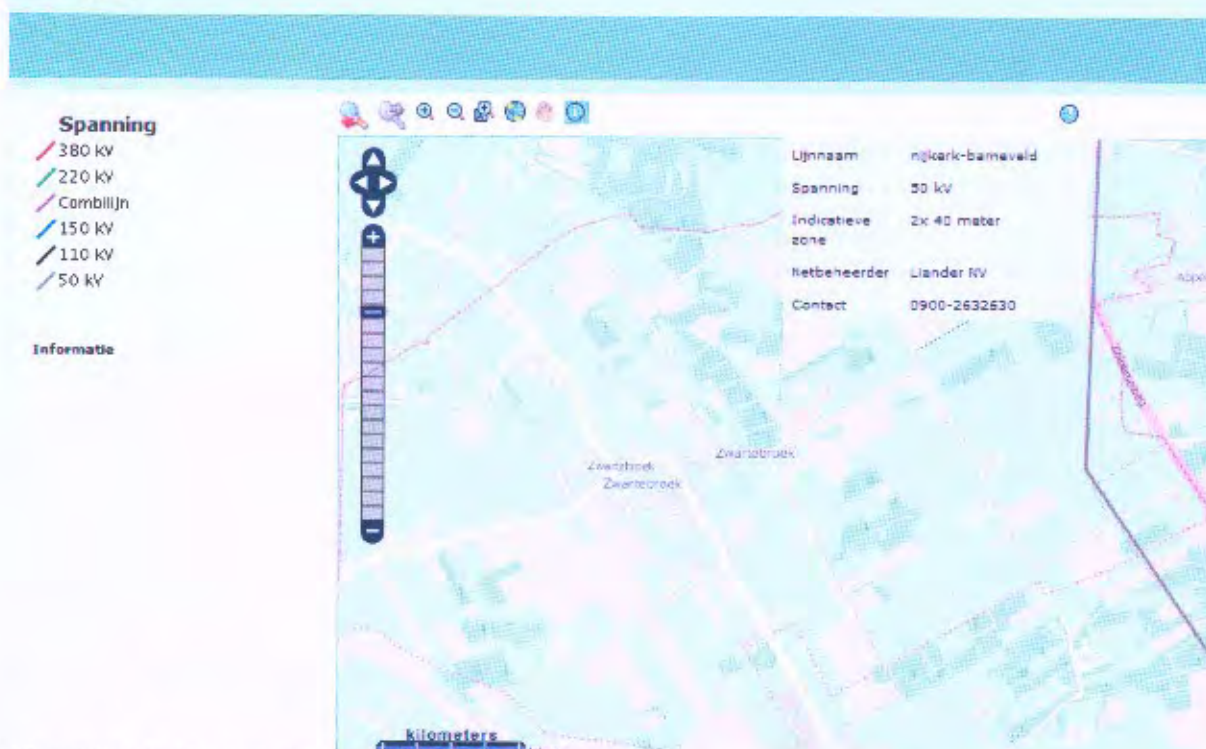 Spanning
380 kV
220 kV
Combilijn
150 kV
110 kV
50 kV
Informatie
Lijnnaam nijkerk-barneveld
Spanning 50 kV
Indicatieve 2x 40 meter
zone
Netbeheerder Liander NV
Contact 0900-2632630
Zwartebroek
Zwartebroek
Zwartebroek
kilometers